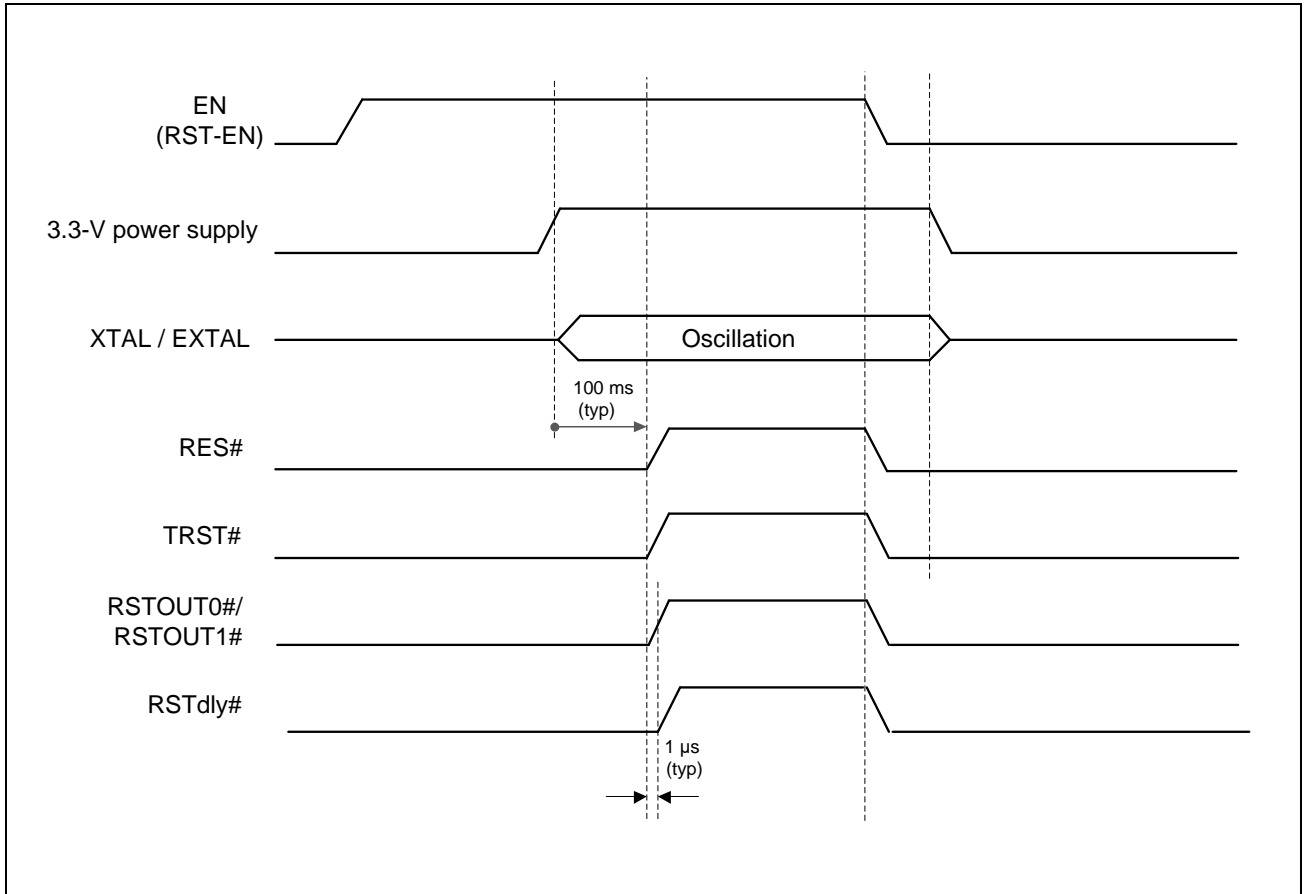 EN
(RST-EN)
3.3-V power supply
XTAL / EXTAL
Oscillation
100 ms
(typ)
RES#
TRST#
RSTOUT0#/
RSTOUT1#
RSTdly#
1 µs
(typ)